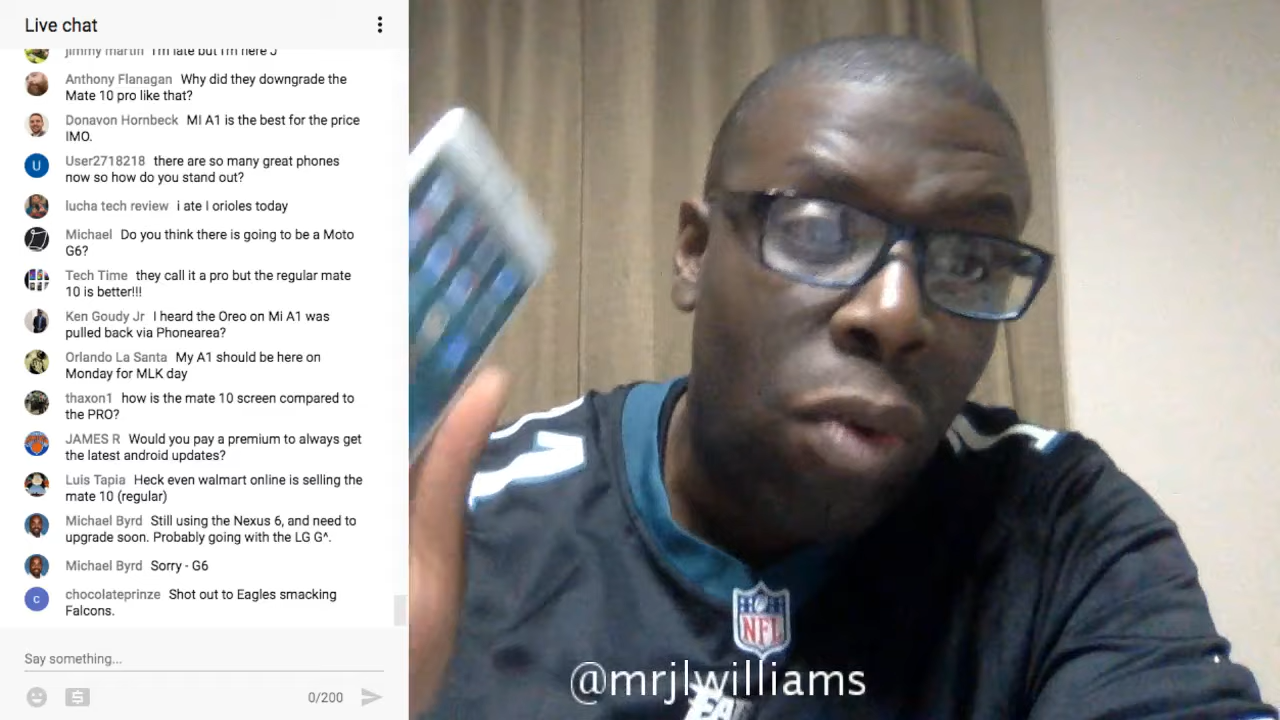 Live chat
jimmy martin I'm late but I'm here J
Anthony Flanagan Why did they downgrade the
Mate 10 pro like that?
Donavon Hornbeck MI A1 is the best for the price
IMO.
U User2718218 there are so many great phones
now so how do you stand out?
lucha tech review i ate I orioles today
Michael Do you think there is going to be a Moto
G6?
Tech Time they call it a pro but the regular mate
10 is better!!!
Ken Goudy Jr I heard the Oreo on Mi A1 was
pulled back via Phonearea?
Orlando La Santa My A1 should be here on
Monday for MLK day
thaxon1 how is the mate 10 screen compared to
the PRO?
JAMES R Would you pay a premium to always get
the latest android updates?
Luis Tapia Heck even walmart online is selling the
mate 10 (regular)
Michael Byrd Still using the Nexus 6, and need to
upgrade soon. Probably going with the LG G^.
Michael Byrd Sorry - G6
c chocolateprinze Shot out to Eagles smacking
Falcons.
Say something...
0/200
NFL
@mrjlwilliams